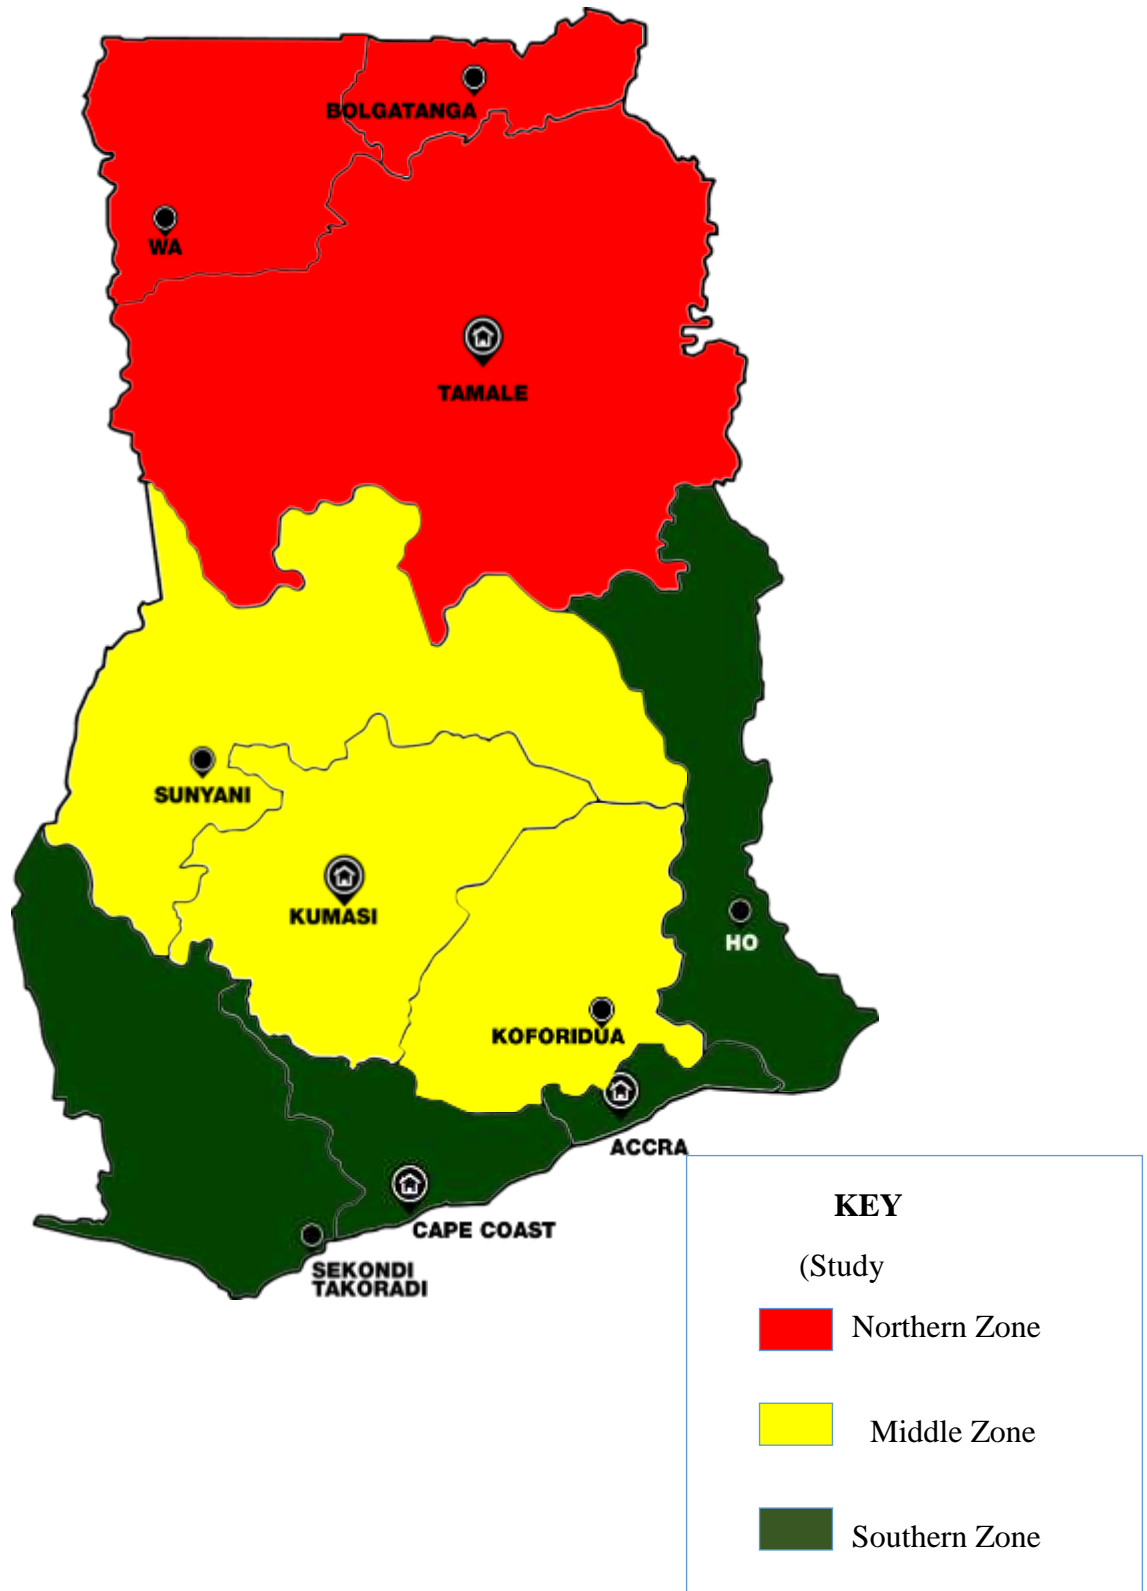 BOLGATANGA
WA
TAMALE
SUNYANI
KUMASI
HO
KOFORIDUA
ACCRA
CAPE COAST
SEKONDI
TAKORADI
KEY
(Study
Northern Zone
Middle Zone
Southern Zone